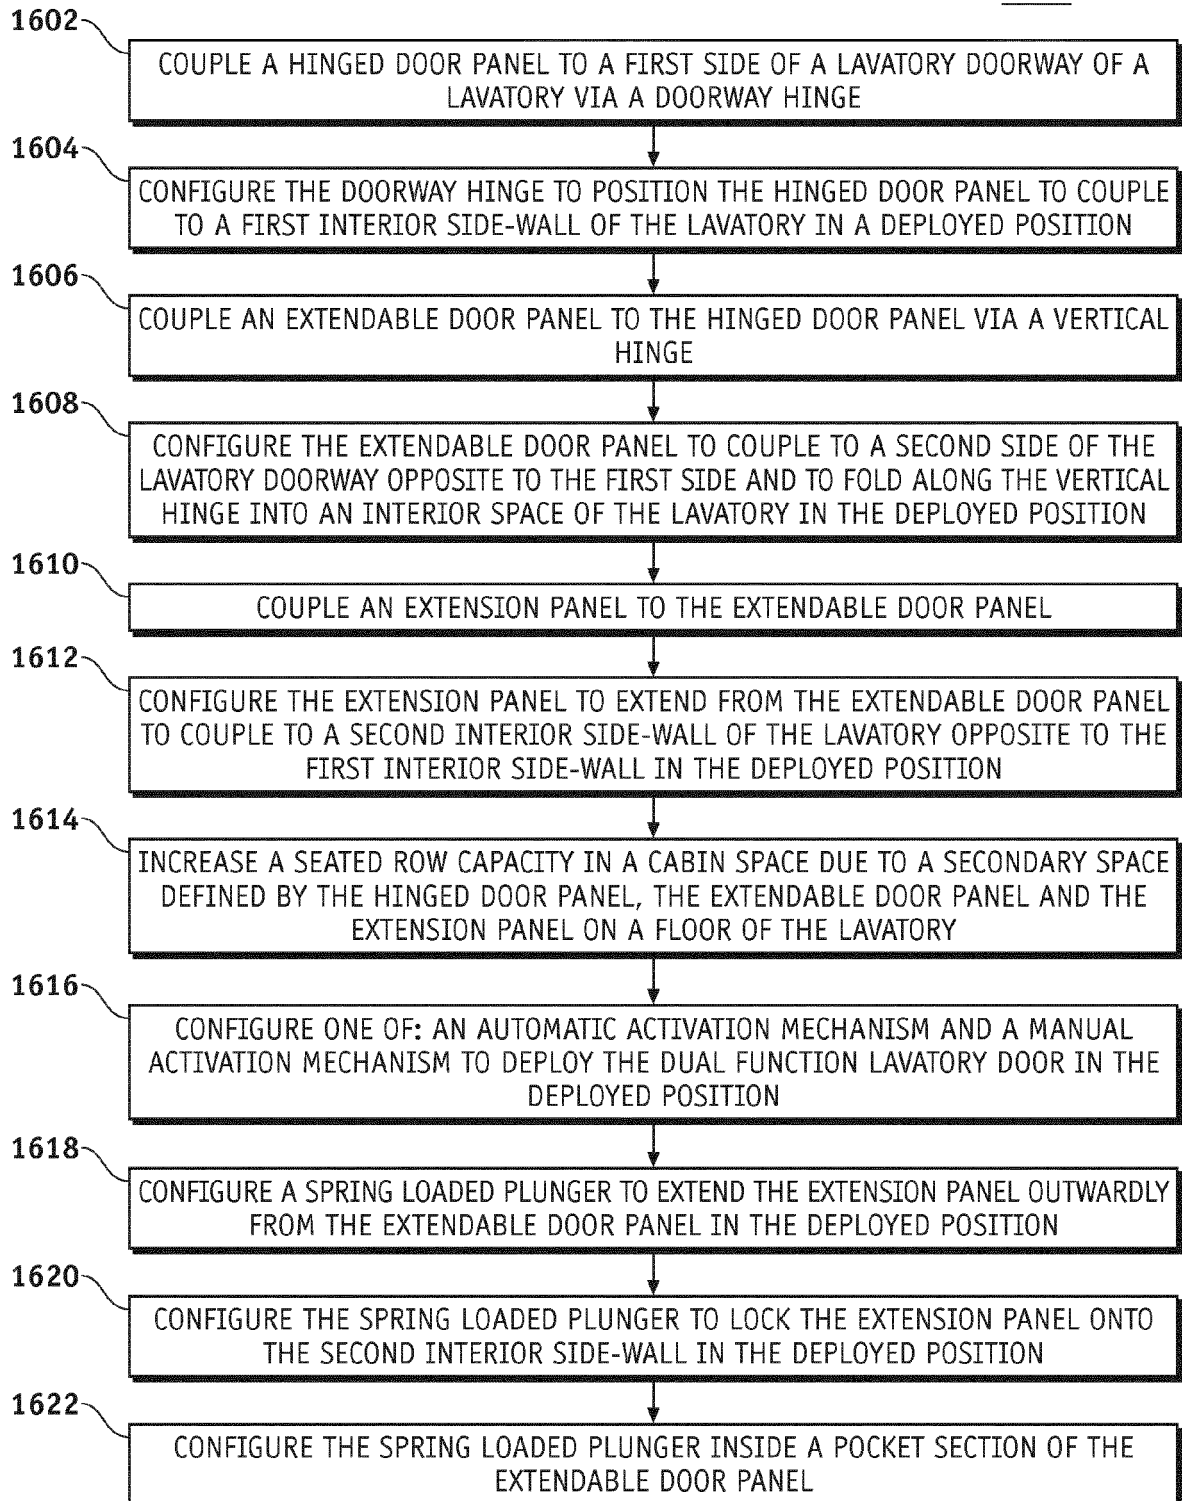 1602
COUPLE A HINGED DOOR PANEL TO A FIRST SIDE OF A LAVATORY DOORWAY OF A
LAVATORY VIA A DOORWAY HINGE
1604
CONFIGURE THE DOORWAY HINGE TO POSITION THE HINGED DOOR PANEL TO COUPLE
TO A FIRST INTERIOR SIDE-WALL OF THE LAVATORY IN A DEPLOYED POSITION
1606
COUPLE AN EXTENDABLE DOOR PANEL TO THE HINGED DOOR PANEL VIA A VERTICAL
HINGE
1608
CONFIGURE THE EXTENDABLE DOOR PANEL TO COUPLE TO A SECOND SIDE OF THE
LAVATORY DOORWAY OPPOSITE TO THE FIRST SIDE AND TO FOLD ALONG THE VERTICAL
HINGE INTO AN INTERIOR SPACE OF THE LAVATORY IN THE DEPLOYED POSITION
1610
COUPLE AN EXTENSION PANEL TO THE EXTENDABLE DOOR PANEL
1612
CONFIGURE THE EXTENSION PANEL TO EXTEND FROM THE EXTENDABLE DOOR PANEL
TO COUPLE TO A SECOND INTERIOR SIDE-WALL OF THE LAVATORY OPPOSITE TO THE
FIRST INTERIOR SIDE-WALL IN THE DEPLOYED POSITION
1614
INCREASE A SEATED ROW CAPACITY IN A CABIN SPACE DUE TO A SECONDARY SPACE
DEFINED BY THE HINGED DOOR PANEL, THE EXTENDABLE DOOR PANEL AND THE
EXTENSION PANEL ON A FLOOR OF THE LAVATORY
1616
CONFIGURE ONE OF: AN AUTOMATIC ACTIVATION MECHANISM AND A MANUAL
ACTIVATION MECHANISM TO DEPLOY THE DUAL FUNCTION LAVATORY DOOR IN THE
DEPLOYED POSITION
1618
CONFIGURE A SPRING LOADED PLUNGER TO EXTEND THE EXTENSION PANEL OUTWARDLY
FROM THE EXTENDABLE DOOR PANEL IN THE DEPLOYED POSITION
1620
CONFIGURE THE SPRING LOADED PLUNGER TO LOCK THE EXTENSION PANEL ONTO
THE SECOND INTERIOR SIDE-WALL IN THE DEPLOYED POSITION
1622
CONFIGURE THE SPRING LOADED PLUNGER INSIDE A POCKET SECTION OF THE
EXTENDABLE DOOR PANEL